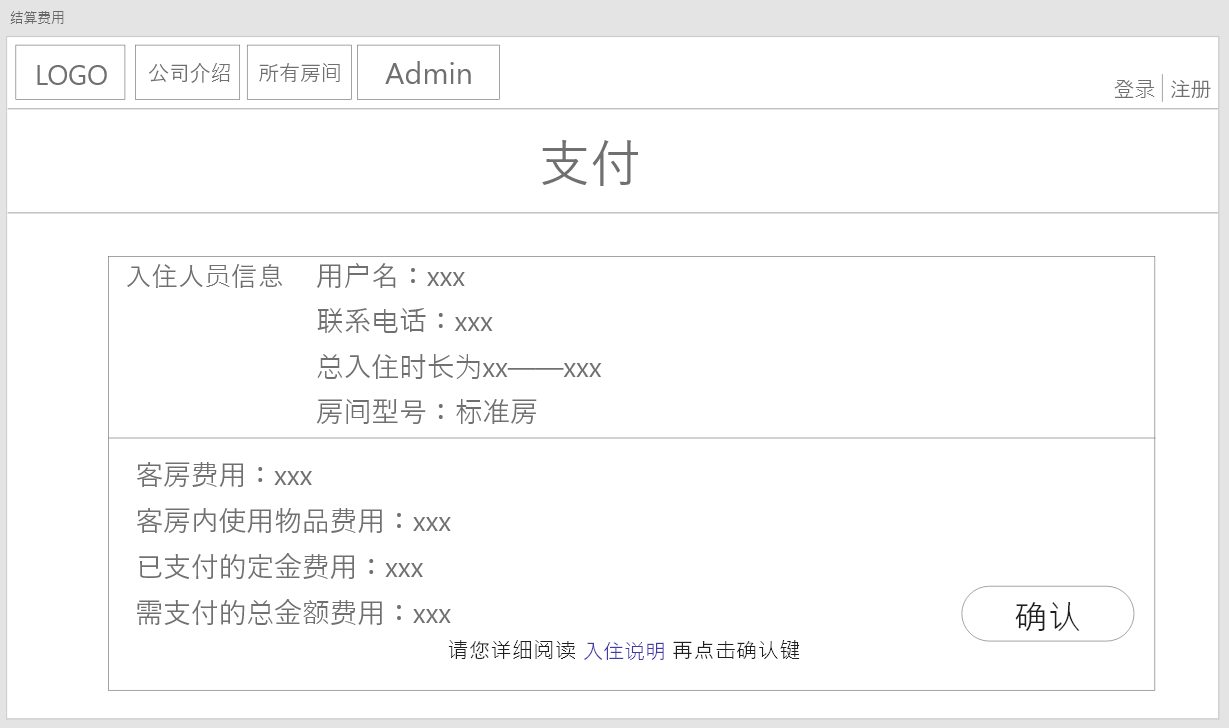 结算费用
LOGO 公司介绍 所有房间 Admin
登录 注册
支付
入住人员信息 用户名：xxx
联系电话：xxx
总入住时长为xx——xxx
房间型号：标准房
客房费用：xxx
客房内使用物品费用：xxx
已支付的定金费用：xxx
需支付的总金额费用：xxx
确认
请您详细阅读 入住说明 再点击确认键